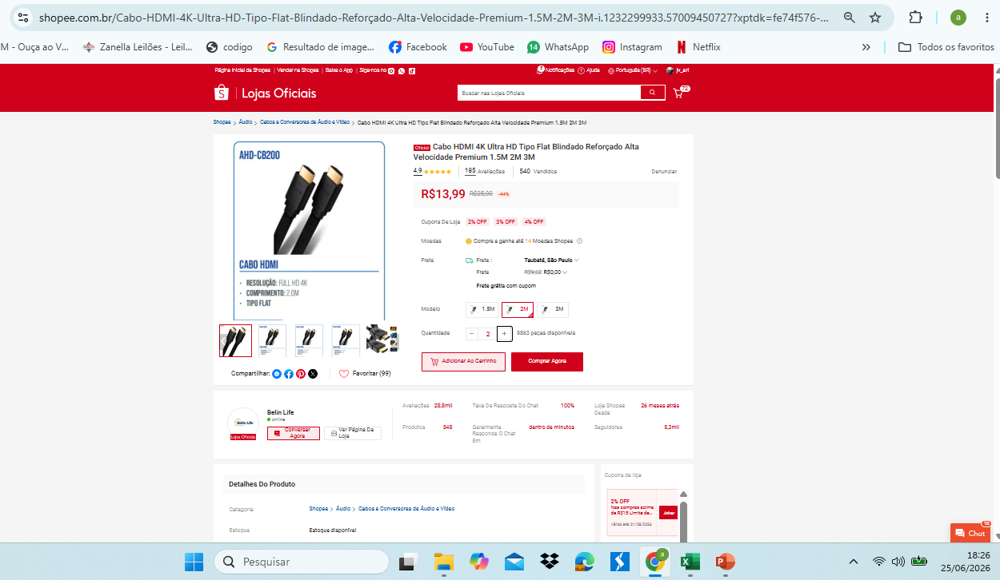 shopee.com.br/Cabo-HDMI-4K-Ultra-HD-Tipo-Flat-Blindado-Reforçado-Alta-Velocidade-Premium-1.5M-2M-3M-i.1232299933.57009450727?xptdk=fe74f576-...
a
M - Ouça ao V...
Zanella Leilões - Leil...
codigo
Resultado de image...
Facebook
YouTube
14 WhatsApp
Instagram
Netflix
Todos os favoritos
Página Inicial da Shopee | Vender na Shopee | Baixe o App | Siga-nos no
Notificações
Ajuda
Português (BR)
jv_ari
Lojas Oficiais
Buscar nas Lojas Oficiais
72
Shopee > Áudio > Cabos e Conversores de Áudio e Vídeo > Cabo HDMI 4K Ultra HD Tipo Flat Blindado Reforçado Alta Velocidade Premium 1.5M 2M 3M
AHD-CB200
CABO HDMI
• RESOLUÇÃO: FULL HD 4K
• COMPRIMENTO: 2.0M
• TIPO FLAT
Compartilhar:
Favoritar (99)
Oficial Cabo HDMI 4K Ultra HD Tipo Flat Blindado Reforçado Alta
Velocidade Premium 1.5M 2M 3M
4.9
185 Avaliações
540 Vendidos
Denunciar
R$13,99 R$25,00 -44%
Cupons De Loja 2% OFF 3% OFF 4% OFF
Moedas Compre e ganhe até 14 Moedas Shopee
Frete Frete : Taubaté, São Paulo
Frete R$9,62 R$0,00
Frete grátis com cupom
Modelo 1.5M 2M 3M
Quantidade − 2 + 9863 peças disponíveis
Adicionar Ao Carrinho
Comprar Agora
Belin Life
Lojas Oficiais
Belin Life
online
Conversar Agora
Ver Página Da Loja
Avaliações 28,8mil
Taxa De Resposta Do Chat 100%
Loja Shopee Desde 26 meses atrás
Produtos 545
Geralmente Responde O Chat Em dentro de minutos
Seguidores 8,3mil
Detalhes Do Produto
Categoria Shopee > Áudio > Cabos e Conversores de Áudio e Vídeo
Estoque Estoque disponível
Cupons de loja
2% OFF
Nas compras acima
de R$15 Limite de...
Válido até: 21/08/2026
Chat
Pesquisar
a
18:26
25/06/2026